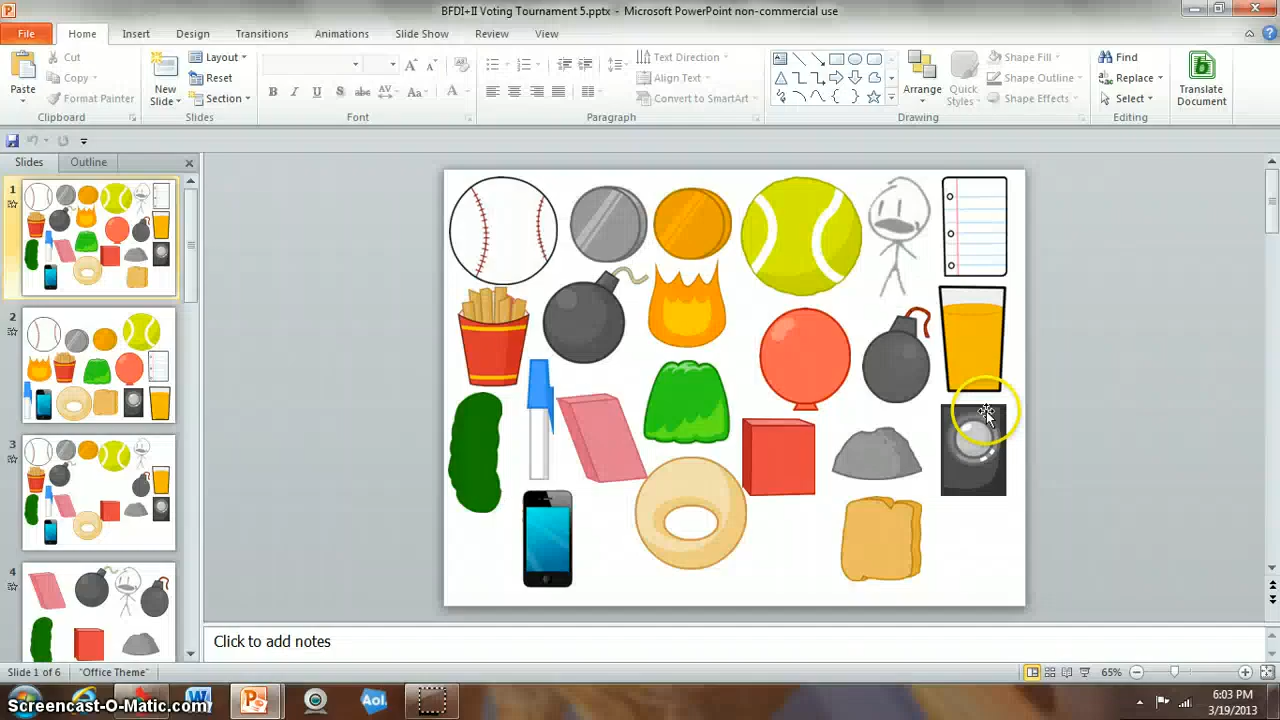 BFDI+II Voting Tournament 5.pptx - Microsoft PowerPoint non-commercial use
File Home Insert Design Transitions Animations Slide Show Review View
Paste
Cut
Copy
Format Painter
Clipboard
New
Slide
Layout
Reset
Section
Slides
B I U S abc AV Aa A
Font
Text Direction
Align Text
Convert to SmartArt
Paragraph
Arrange
Quick
Styles
Shape Fill
Shape Outline
Shape Effects
Drawing
Find
Replace
Select
Editing
Translate
Document
Slides Outline
1
2
3
4
Click to add notes
Slide 1 of 6 "Office Theme" 65%
Aol.
Screencast-O-Matic.com
6:03 PM
3/19/2013